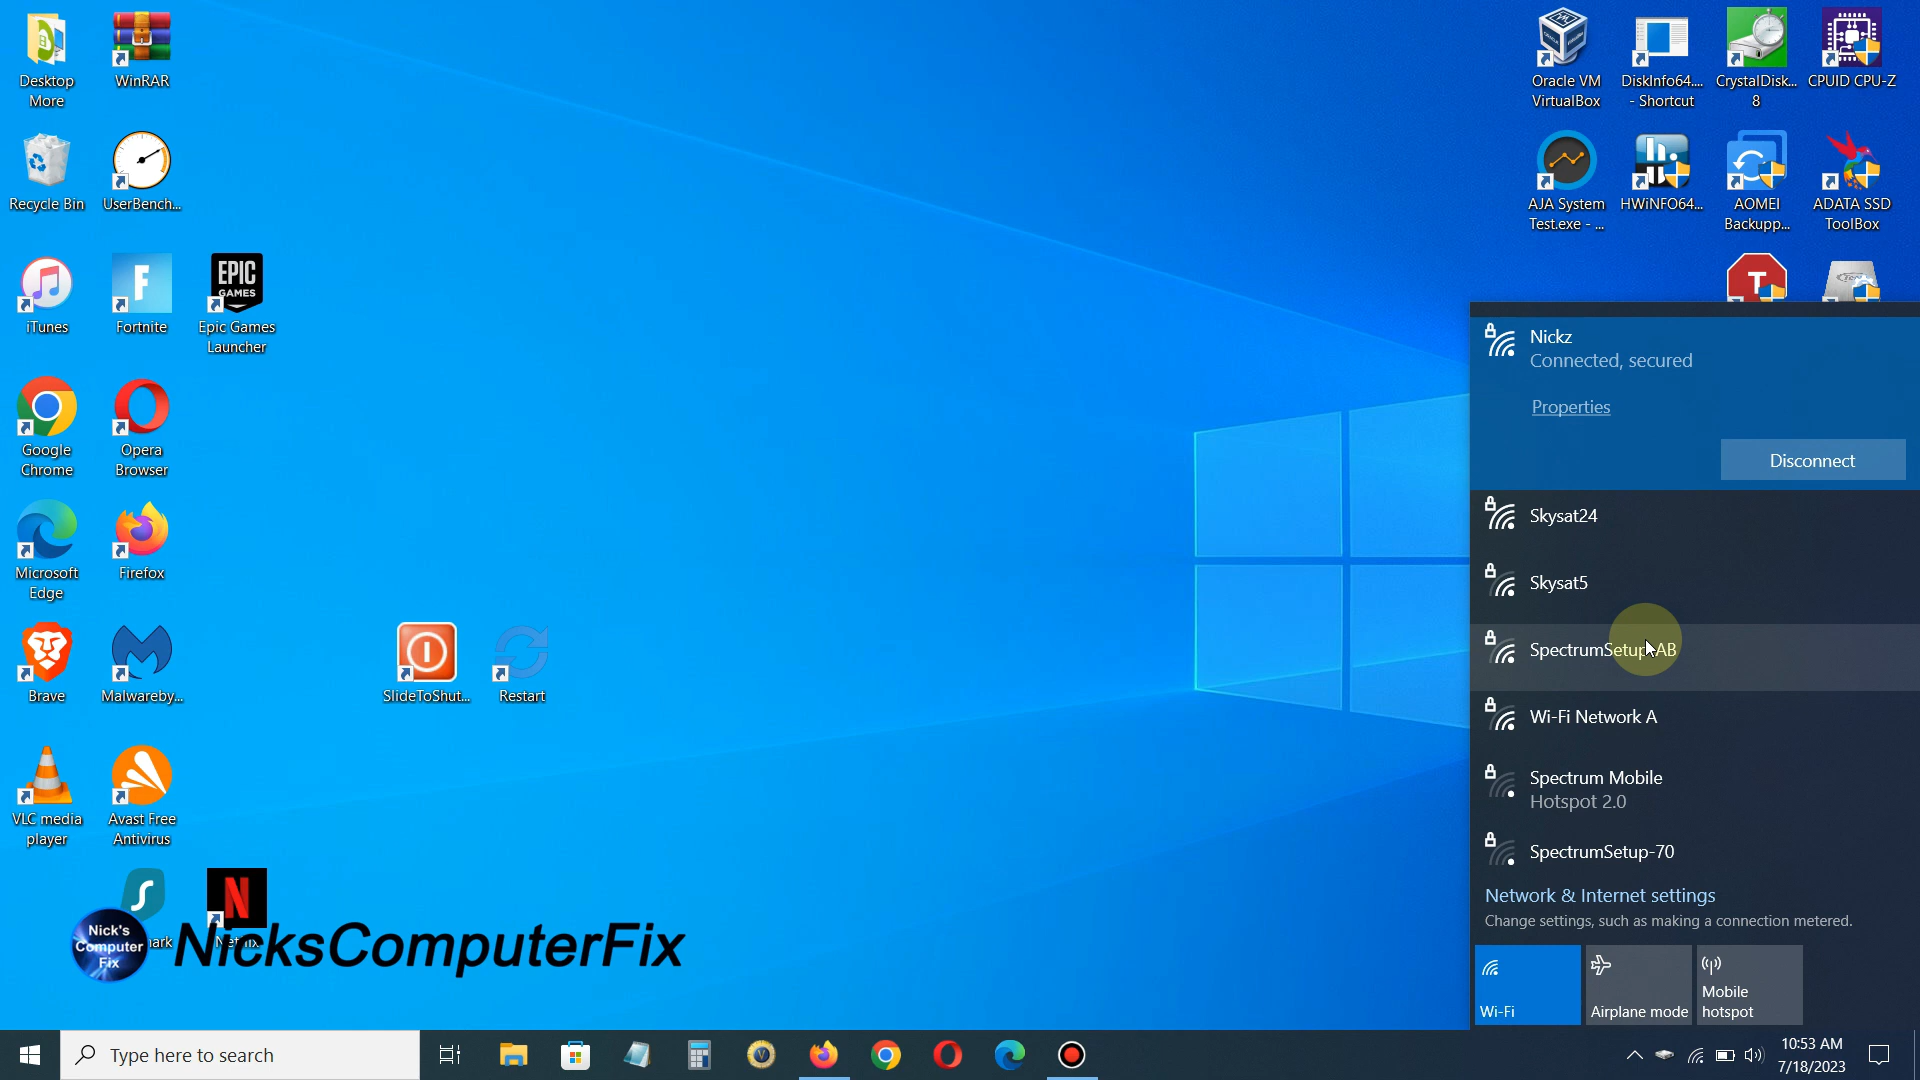 Desktop
More
WinRAR
Recycle Bin
UserBench...
iTunes
Fortnite
EPIC
GAMES
Epic Games
Launcher
Google
Chrome
Opera
Browser
Microsoft
Edge
Firefox
Brave
Malwareby...
SlideToShut...
Restart
VLC media
player
Avast Free
Antivirus
Nick's
Computer
Fix
NicksComputerFix
Oracle VM
VirtualBox
DiskInfo64....
- Shortcut
CrystalDisk...
8
CPUID CPU-Z
AJA System
Test.exe - ...
HWiNFO64...
AOMEI
Backupp...
ADATA SSD
ToolBox
Nickz
Connected, secured
Properties
Disconnect
Skysat24
Skysat5
SpectrumSetup-AB
Wi-Fi Network A
Spectrum Mobile
Hotspot 2.0
SpectrumSetup-70
Network & Internet settings
Change settings, such as making a connection metered.
Wi-Fi
Airplane mode
Mobile
hotspot
Type here to search
10:53 AM
7/18/2023